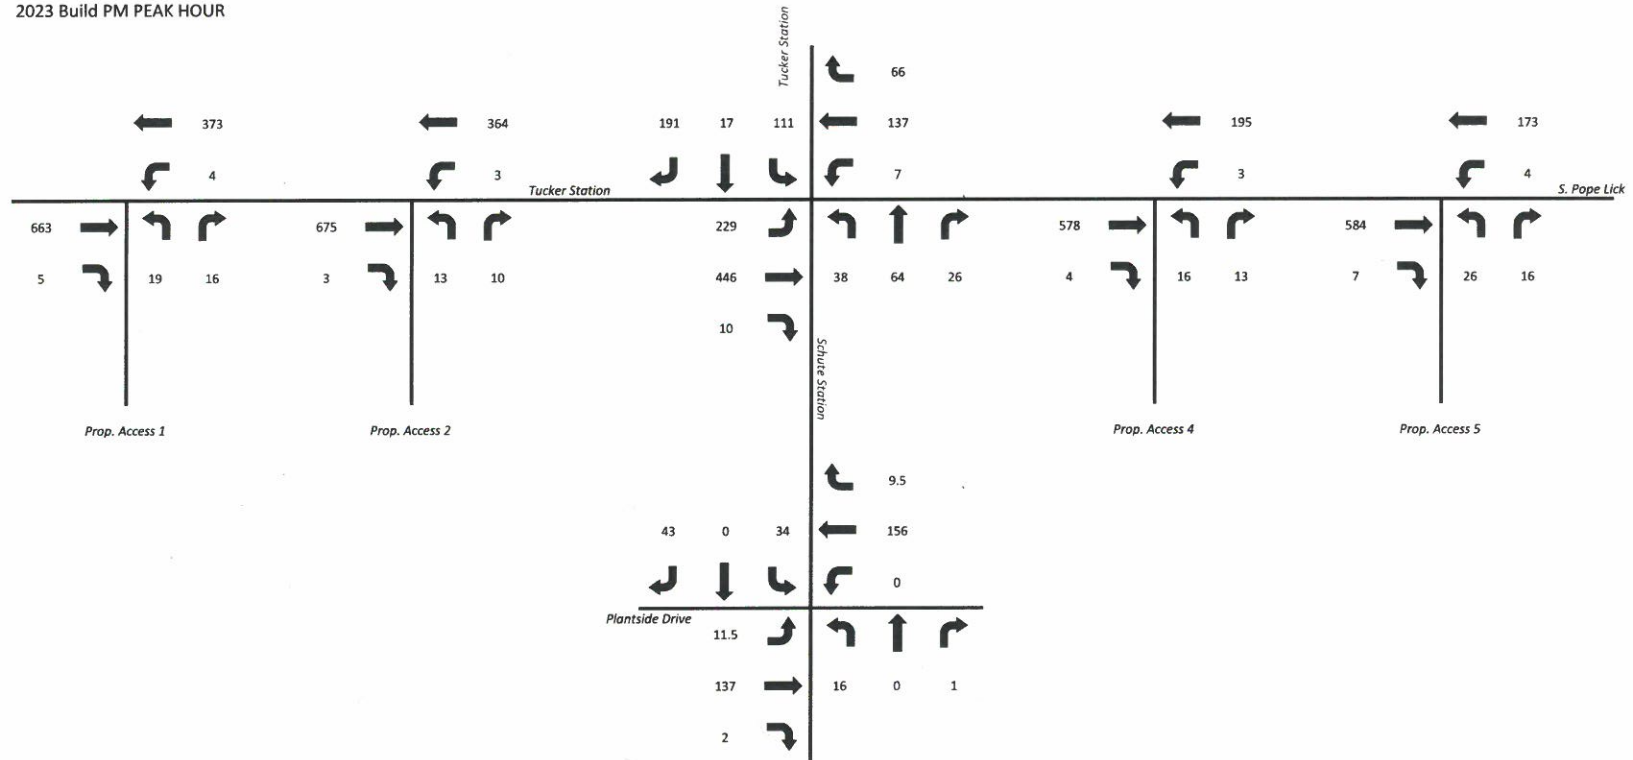 2023 Build PM PEAK HOUR
Tucker Station
66
373
364
191 17 111
137
195
173
4
3
7
3
4
Tucker Station
S. Pope Lick
663
675
229
578
584
5
19 16
3
13 10
446
38 64 26
4
16 13
7
26 16
10
Schute Station
Prop. Access 1
Prop. Access 2
Prop. Access 4
Prop. Access 5
9.5
43 0 34
156
0
Plantside Drive
11.5
137
16 0 1
2